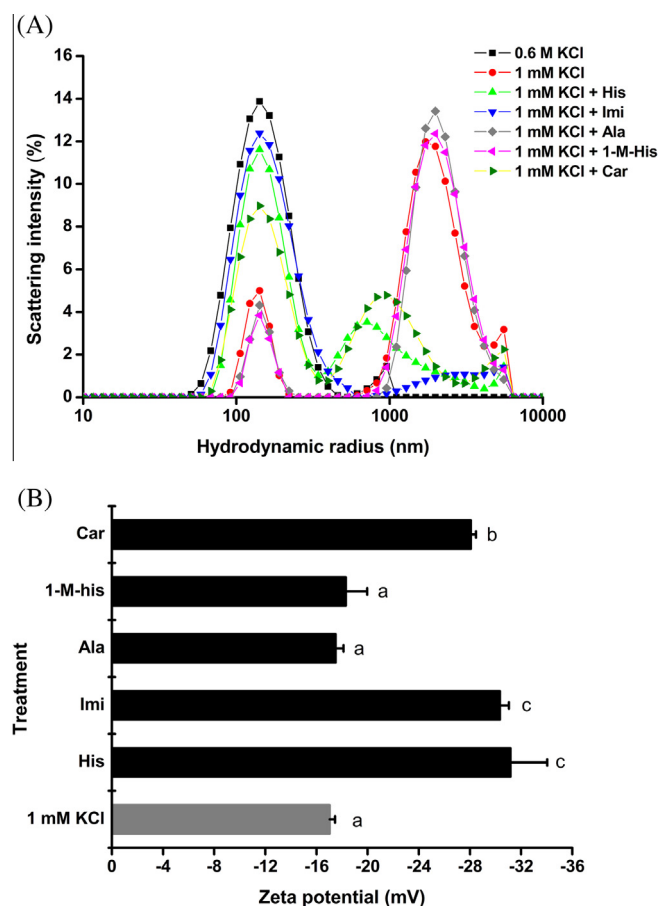 (A)
16
14
12
10
8
6
4
2
0
Scattering intensity (%)
0.6 M KCl
1 mM KCl
1 mM KCl + His
1 mM KCl + Imi
1 mM KCl + Ala
1 mM KCl + 1-M-His
1 mM KCl + Car
10
100
1000
10000
Hydrodynamic radius (nm)
(B)
Treatment
Car
b
1-M-his
a
Ala
a
Imi
c
His
c
1 mM KCl
a
0
-4
-8
-12
-16
-20
-24
-28
-32
-36
Zeta potential (mV)